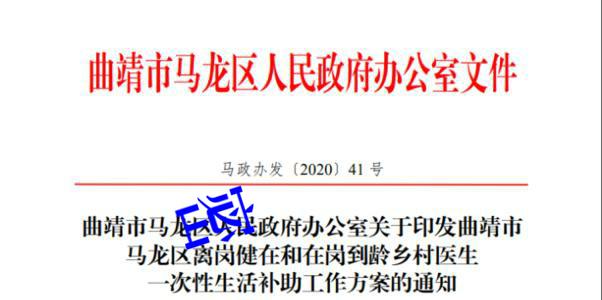 曲靖市马龙区人民政府办公室文件
马政办发〔2020〕41 号
曲靖市马龙区人民政府办公室关于印发曲靖市
马龙区离岗健在和在岗到龄乡村医生
一次性生活补助工作方案的通知